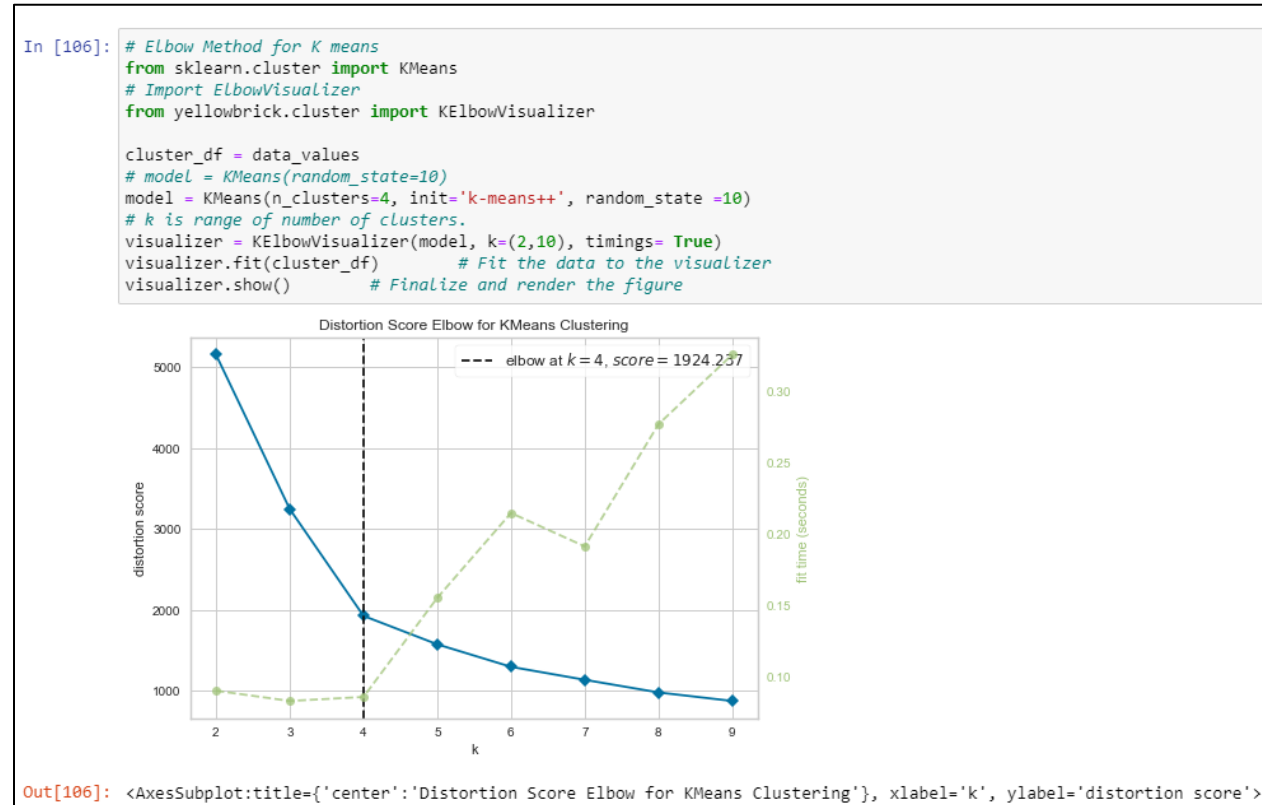 In [106]: # Elbow Method for K means
from sklearn.cluster import KMeans
# Import ElbowVisualizer
from yellowbrick.cluster import KElbowVisualizer
cluster_df = data_values
# model = KMeans(random_state=10)
model = KMeans(n_clusters=4, init='k-means++', random_state =10)
# k is range of number of clusters.
visualizer = KElbowVisualizer(model, k=(2,10), timings= True)
visualizer.fit(cluster_df)        # Fit the data to the visualizer
visualizer.show()        # Finalize and render the figure
Distortion Score Elbow for KMeans Clustering
elbow at k = 4, score = 1924.237
5000
4000
3000
2000
1000
distortion score
0.30
0.25
0.20
0.15
0.10
fit time (seconds)
2 3 4 5 6 7 8 9
k
Out[106]: <AxesSubplot:title={'center':'Distortion Score Elbow for KMeans Clustering'}, xlabel='k', ylabel='distortion score'>